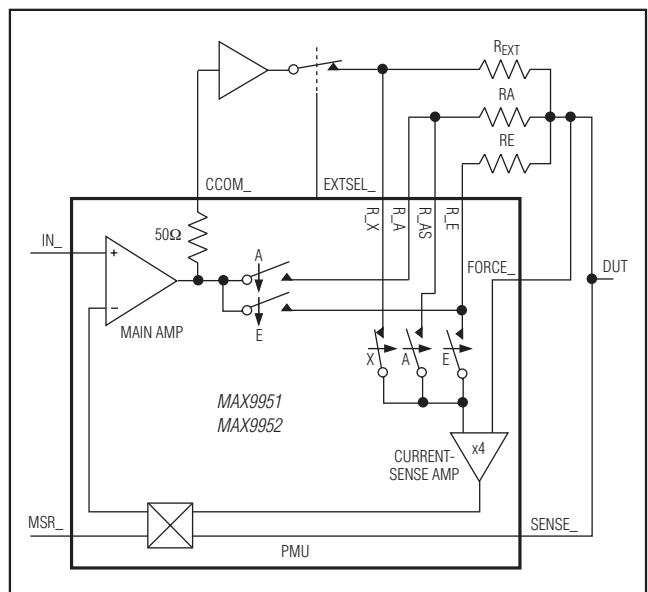 R_EXT
RA
RE
CCOM_
EXTSEL_
R_X
R_A
R_AS
R_E
50Ω
IN_
+
A
FORCE_
DUT
−
MAIN AMP
E
X
A
E
MAX9951
MAX9952
x4
CURRENT-
SENSE AMP
MSR_
SENSE_
PMU